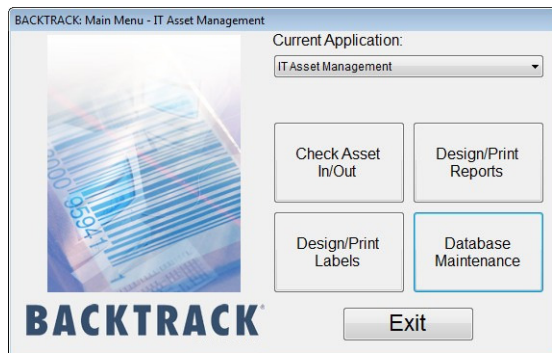 BACKTRACK: Main Menu - IT Asset Management
Current Application:
IT Asset Management
Check Asset
In/Out
Design/Print
Reports
Design/Print
Labels
Database
Maintenance
BACKTRACK
Exit